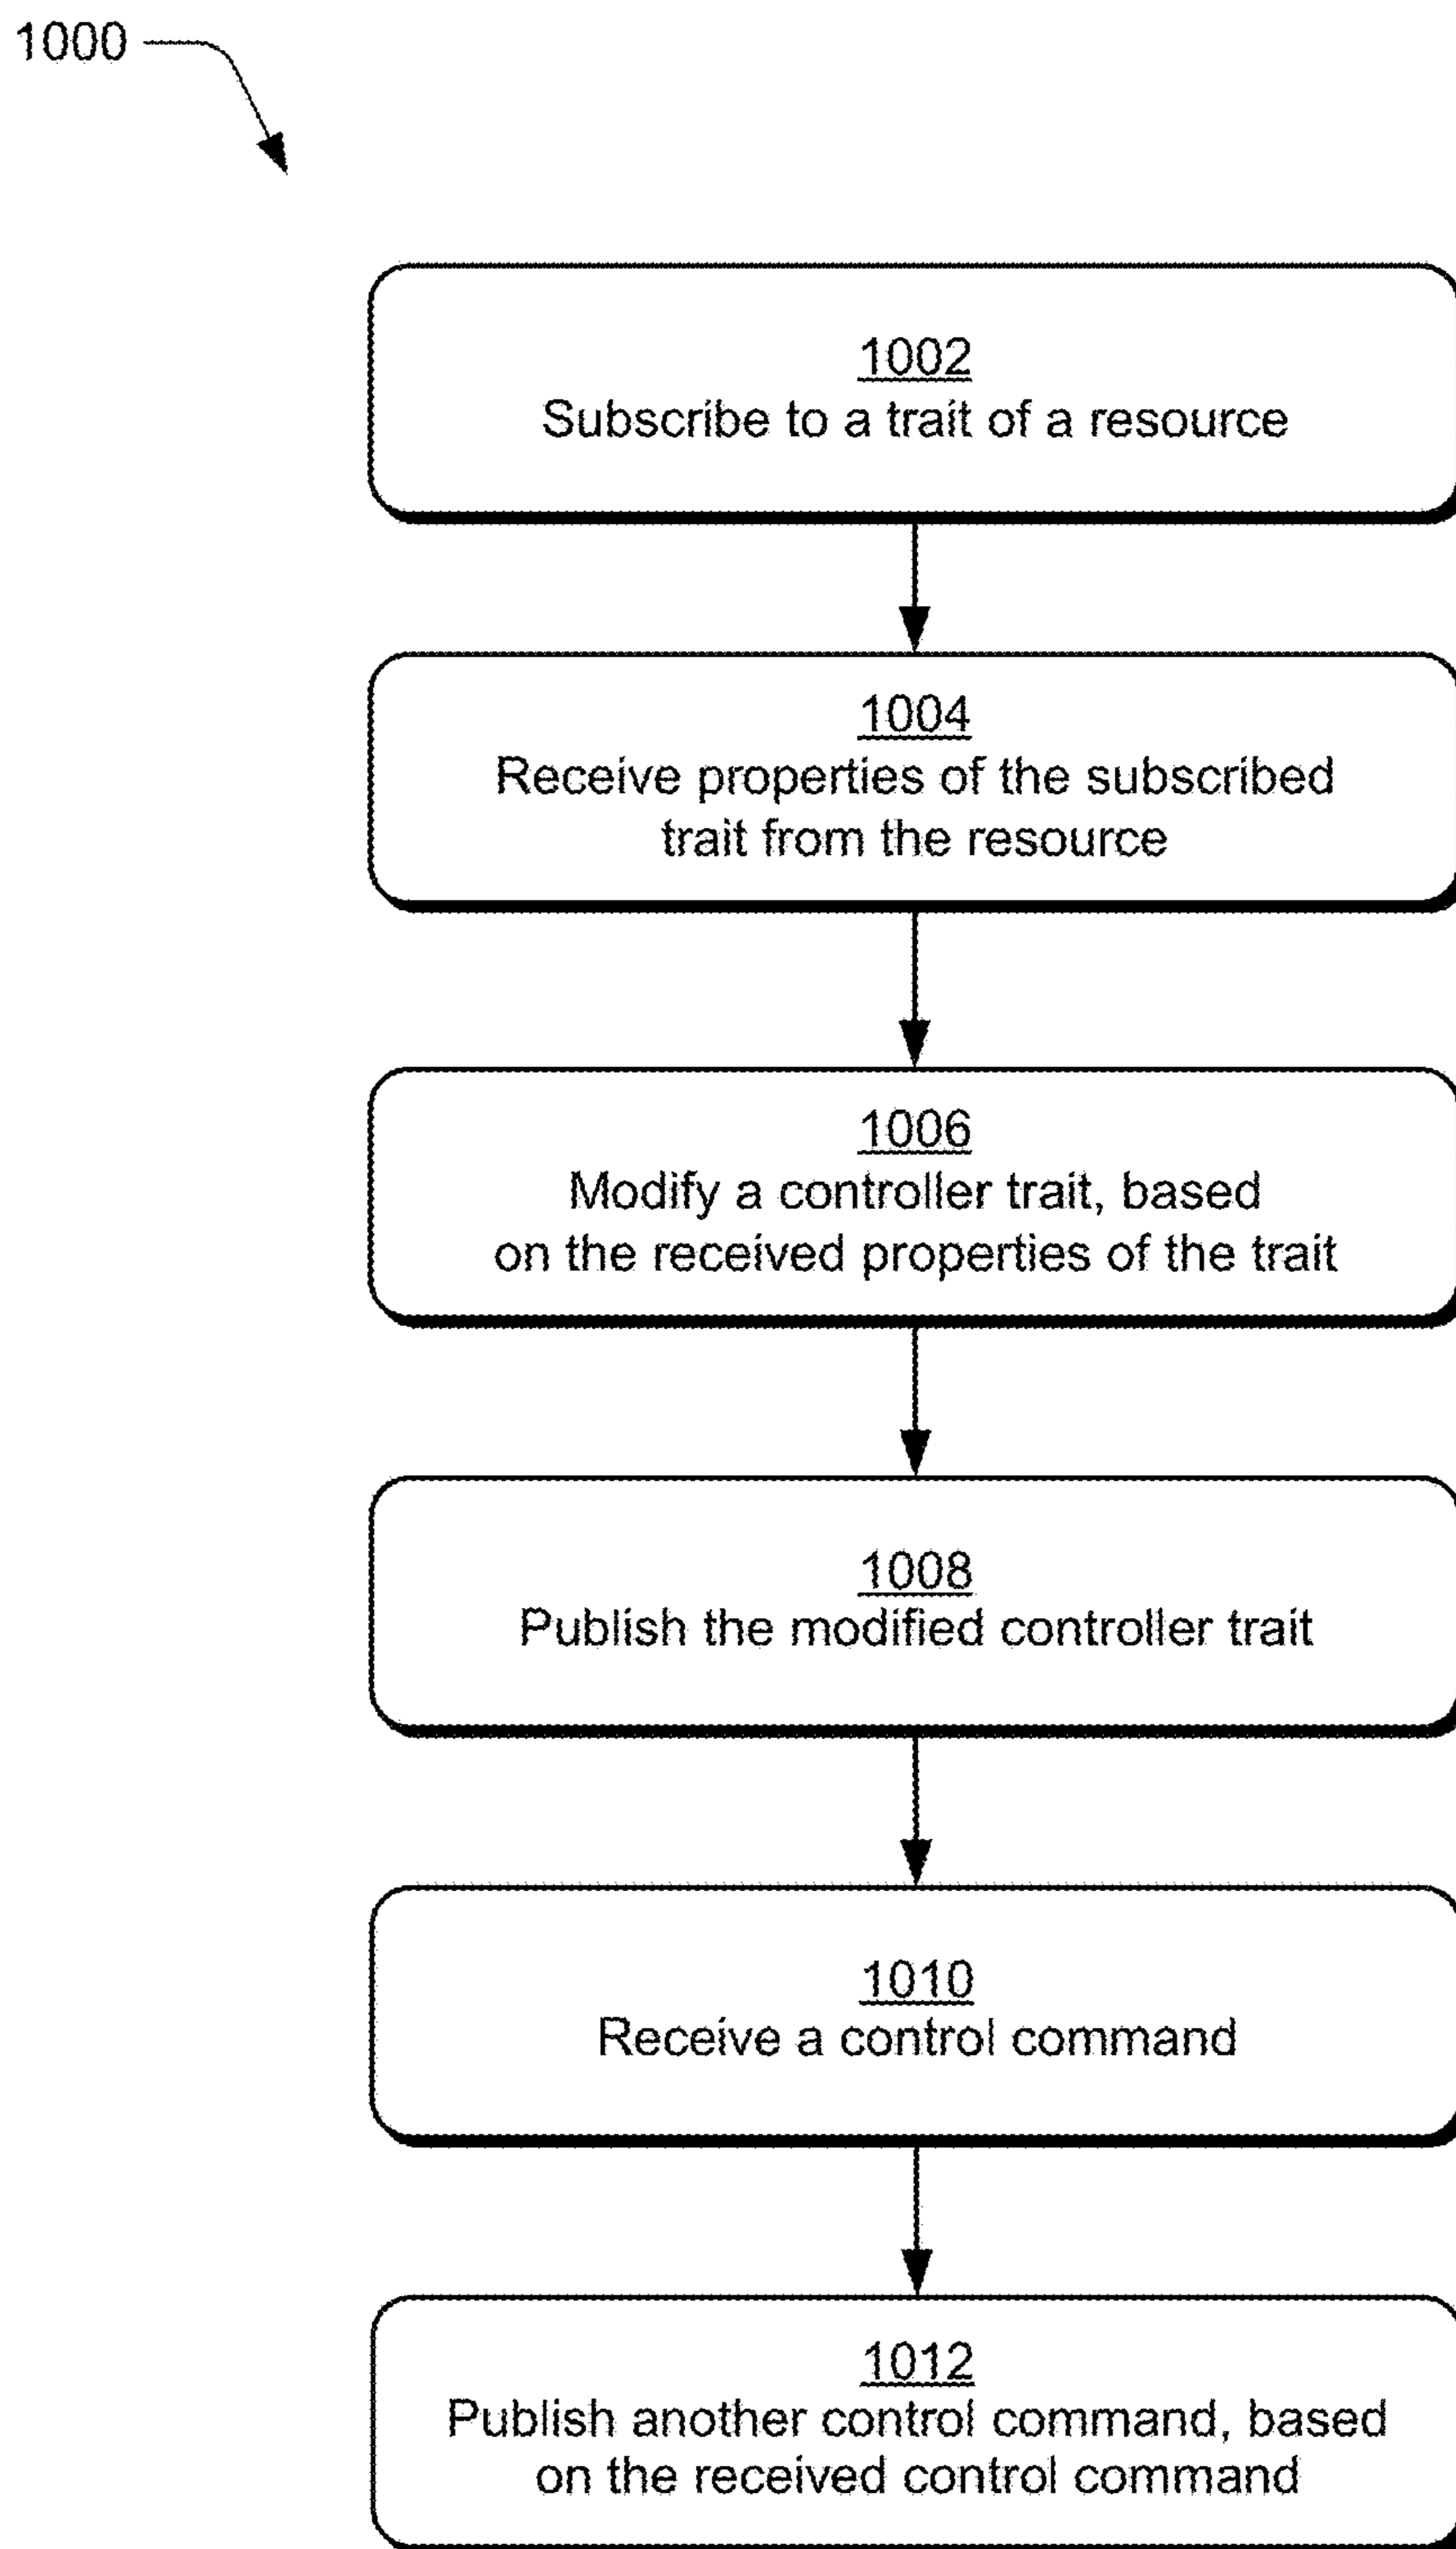 1000
1002
Subscribe to a trait of a resource
1004
Receive properties of the subscribed
trait from the resource
1006
Modify a controller trait, based
on the received properties of the trait
1008
Publish the modified controller trait
1010
Receive a control command
1012
Publish another control command, based
on the received control command